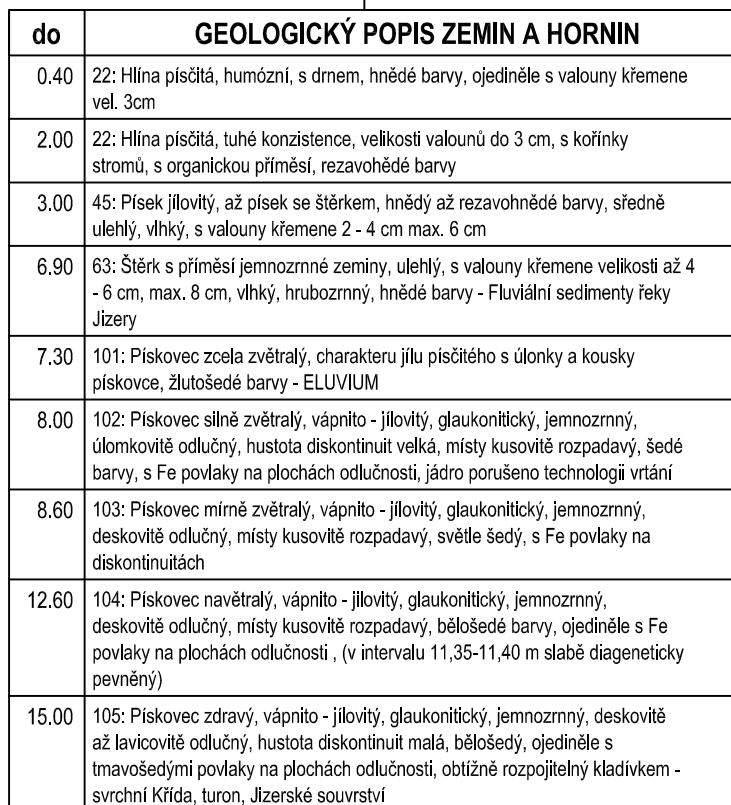 do GEOLOGICKÝ POPIS ZEMIN A HORNIN
0.40 22: Hlína písčitá, humózní, s drnem, hnědé barvy, ojediněle s valouny křemene
vel. 3cm
2.00 22: Hlína písčitá, tuhé konzistence, velikosti valounů do 3 cm, s kořínky
stromů, s organickou příměsí, rezavohědé barvy
3.00 45: Písek jílovitý, až písek se štěrkem, hnědý až rezavohnědé barvy, sředně
ulehlý, vlhký, s valouny křemene 2 - 4 cm max. 6 cm
6.90 63: Štěrk s příměsí jemnozrnné zeminy, ulehlý, s valouny křemene velikosti až 4
- 6 cm, max. 8 cm, vlhký, hrubozrnný, hnědé barvy - Fluviální sedimenty řeky
Jizery
7.30 101: Pískovec zcela zvětralý, charakteru jílu písčitého s úlonky a kousky
pískovce, žlutošedé barvy - ELUVIUM
8.00 102: Pískovec silně zvětralý, vápnito - jílovitý, glaukonitický, jemnozrnný,
úlomkovitě odlučný, hustota diskontinuit velká, místy kusovitě rozpadavý, šedé
barvy, s Fe povlaky na plochách odlučnosti, jádro porušeno technologii vrtání
8.60 103: Pískovec mírně zvětralý, vápnito - jílovitý, glaukonitický, jemnozrnný,
deskovitě odlučný, místy kusovitě rozpadavý, světle šedý, s Fe povlaky na
diskontinuitách
12.60 104: Pískovec navětralý, vápnito - jilovitý, glaukonitický, jemnozrnný,
deskovitě odlučný, místy kusovitě rozpadavý, bělošedé barvy, ojediněle s Fe
povlaky na plochách odlučnosti , (v intervalu 11,35-11,40 m slabě diageneticky
pevněný)
15.00 105: Pískovec zdravý, vápnito - jílovitý, glaukonitický, jemnozrnný, deskovitě
až lavicovitě odlučný, hustota diskontinuit malá, bělošedý, ojediněle s
tmavošedými povlaky na plochách odlučnosti, obtížně rozpojitelný kladívkem -
svrchní Křída, turon, Jizerské souvrství